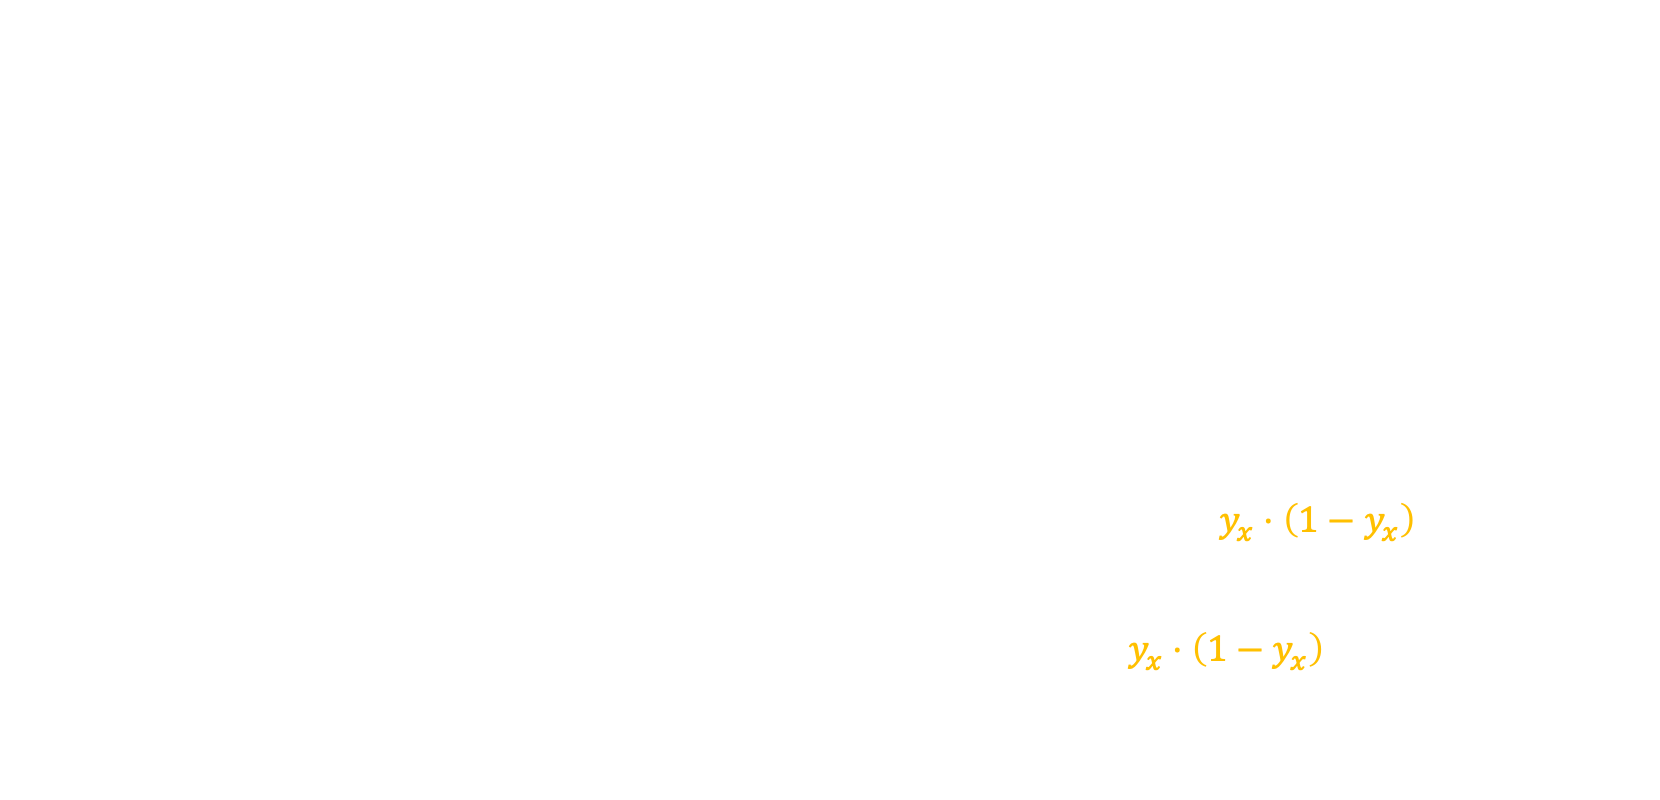 yₓ · (1 − yₓ)
yₓ · (1 − yₓ)